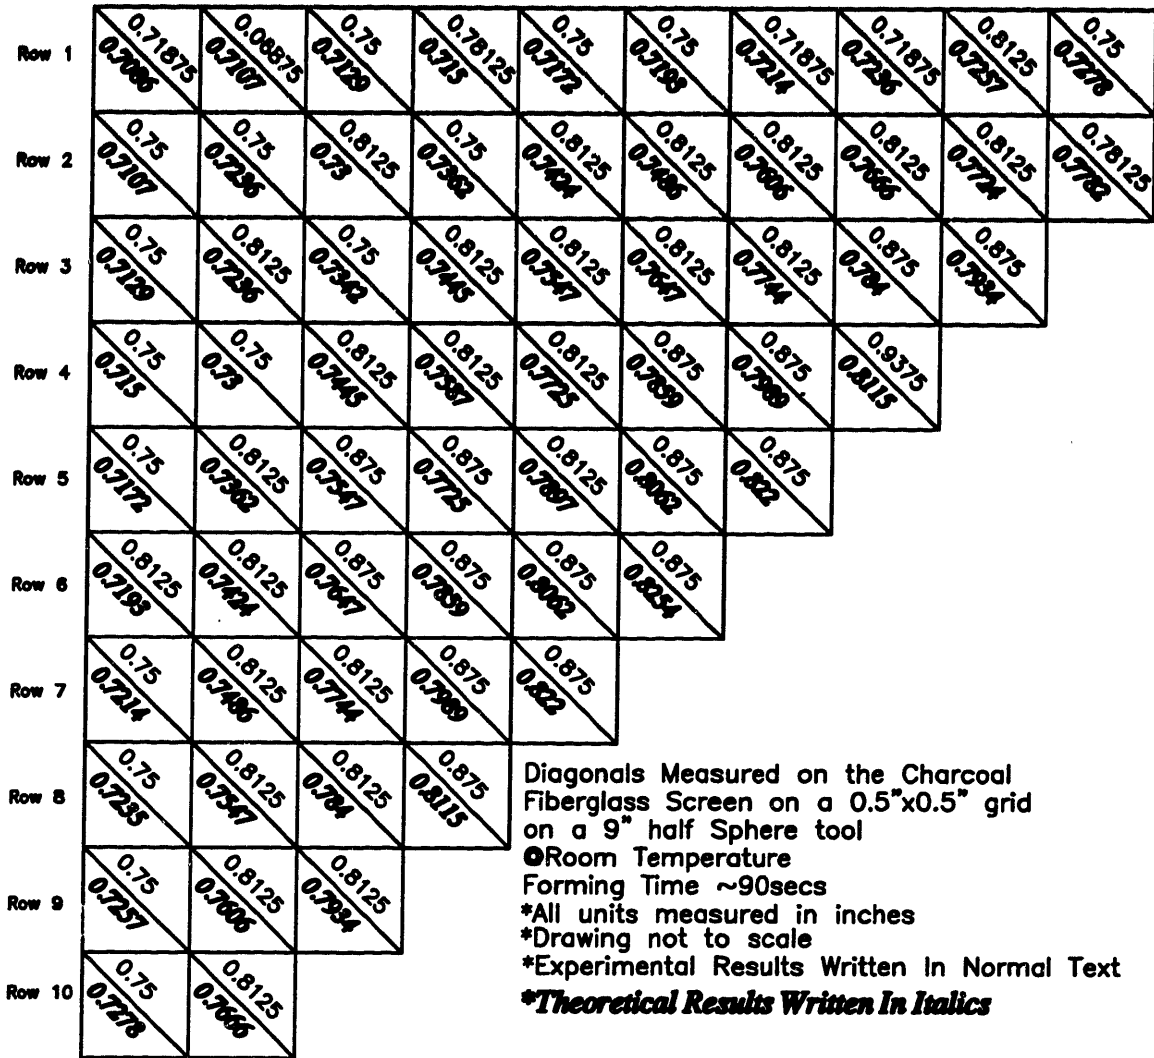 Row 1 0.71875 0.08875 0.75 0.78125 0.75 0.75 0.71875 0.71875 0.8125 0.75
0.7086 0.7107 0.7129 0.715 0.7172 0.7193 0.7214 0.7236 0.7257 0.7278
Row 2 0.75 0.75 0.8125 0.75 0.8125 0.8125 0.8125 0.8125 0.8125 0.78125
0.7107 0.7236 0.73 0.7362 0.7424 0.7486 0.7606 0.7666 0.7724 0.7782
Row 3 0.75 0.8125 0.75 0.8125 0.8125 0.8125 0.8125 0.875 0.875
0.7129 0.7236 0.7342 0.7445 0.7547 0.7647 0.7744 0.784 0.7934
Row 4 0.75 0.75 0.8125 0.8125 0.8125 0.875 0.875 0.9375
0.715 0.73 0.7445 0.7587 0.7725 0.7859 0.7989 0.8115
Row 5 0.75 0.8125 0.875 0.875 0.8125 0.875 0.875
0.7172 0.7362 0.7547 0.7725 0.7897 0.8062 0.822
Row 6 0.8125 0.8125 0.875 0.875 0.875 0.875
0.7193 0.7424 0.7647 0.7859 0.8062 0.8254
Row 7 0.75 0.8125 0.8125 0.875 0.875
0.7214 0.7486 0.7744 0.7989 0.822
Row 8 0.75 0.8125 0.8125 0.875
0.7235 0.7547 0.784 0.8115
Row 9 0.75 0.8125 0.8125
0.7257 0.7606 0.7934
Row 10 0.75 0.8125
0.7278 0.7666
Diagonals Measured on the Charcoal
Fiberglass Screen on a 0.5"x0.5" grid
on a 9" half Sphere tool
@Room Temperature
Forming Time ~90secs
*All units measured in inches
*Drawing not to scale
*Experimental Results Written In Normal Text
*Theoretical Results Written In Italics